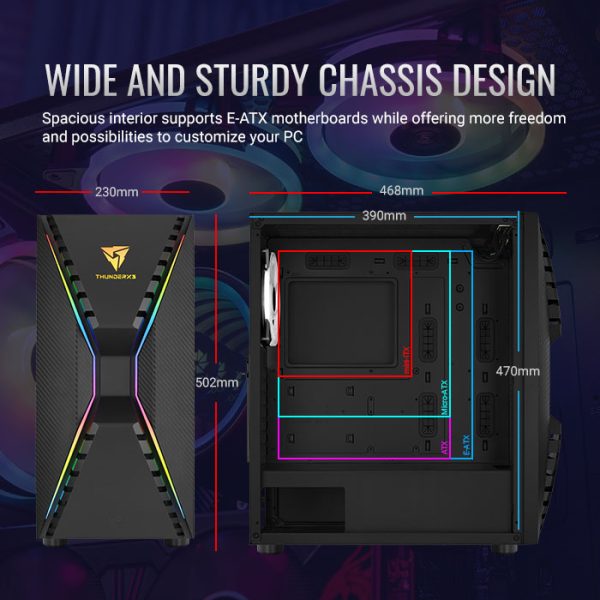 WIDE AND STURDY CHASSIS DESIGN
Spacious interior supports E-ATX motherboards while offering more freedom
and possibilities to customize your PC
230mm
468mm
390mm
THUNDERX3
502mm
470mm
mini-ITX
Micro-ATX
ATX
E-ATX